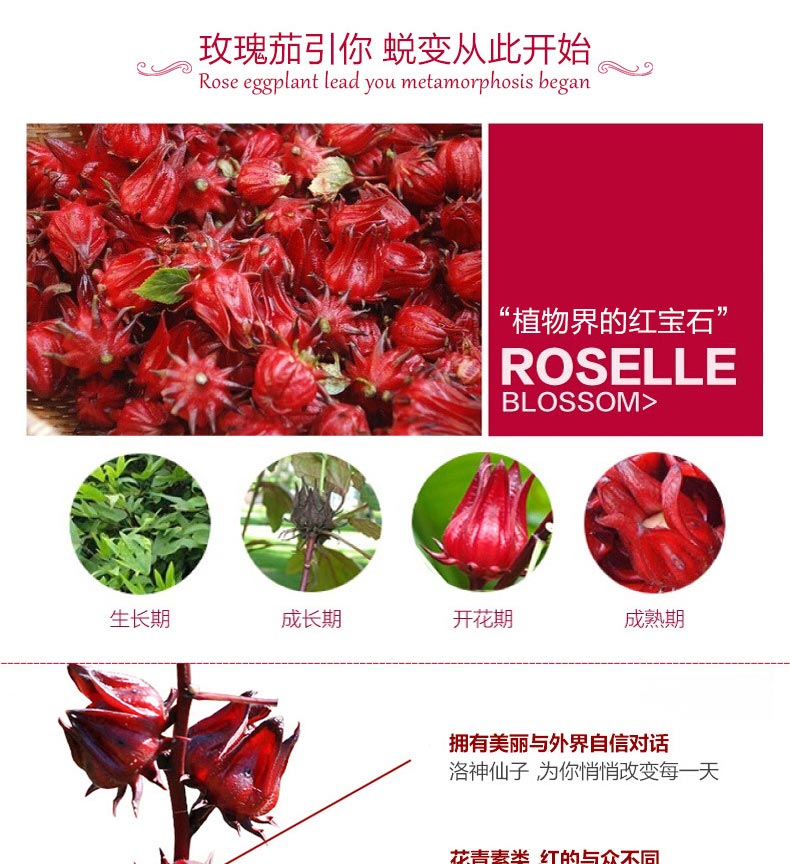 玫瑰茄引你 蜕变从此开始
Rose eggplant lead you metamorphosis began
“植物界的红宝石”
ROSELLE
BLOSSOM>
生长期
成长期
开花期
成熟期
拥有美丽与外界自信对话
洛神仙子 ,为你悄悄改变每一天
花青素类 红的与众不同